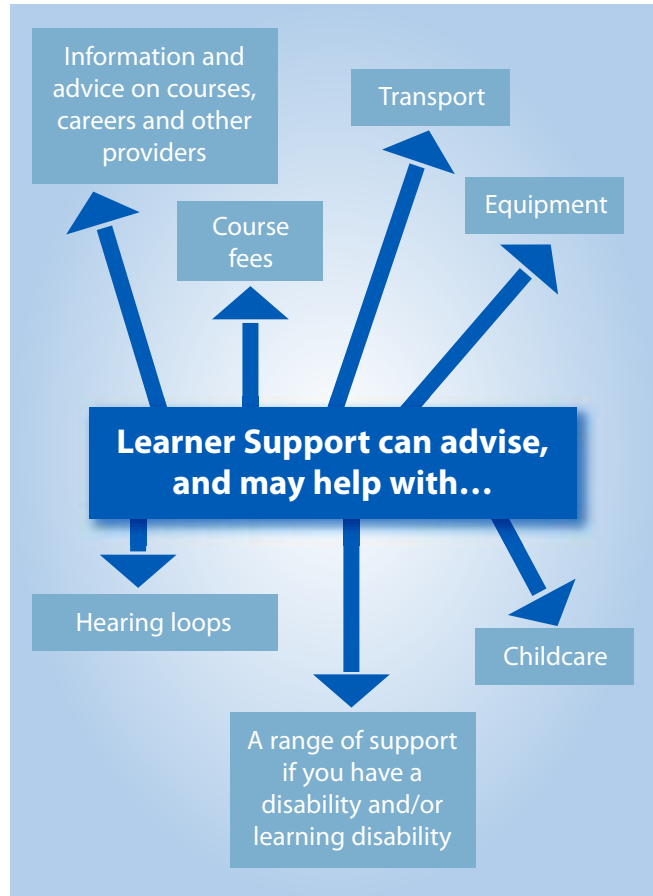 Information and
advice on courses,
careers and other
providers
Transport
Equipment
Course
fees
Learner Support can advise,
and may help with…
Hearing loops
Childcare
A range of support
if you have a
disability and/or
learning disability